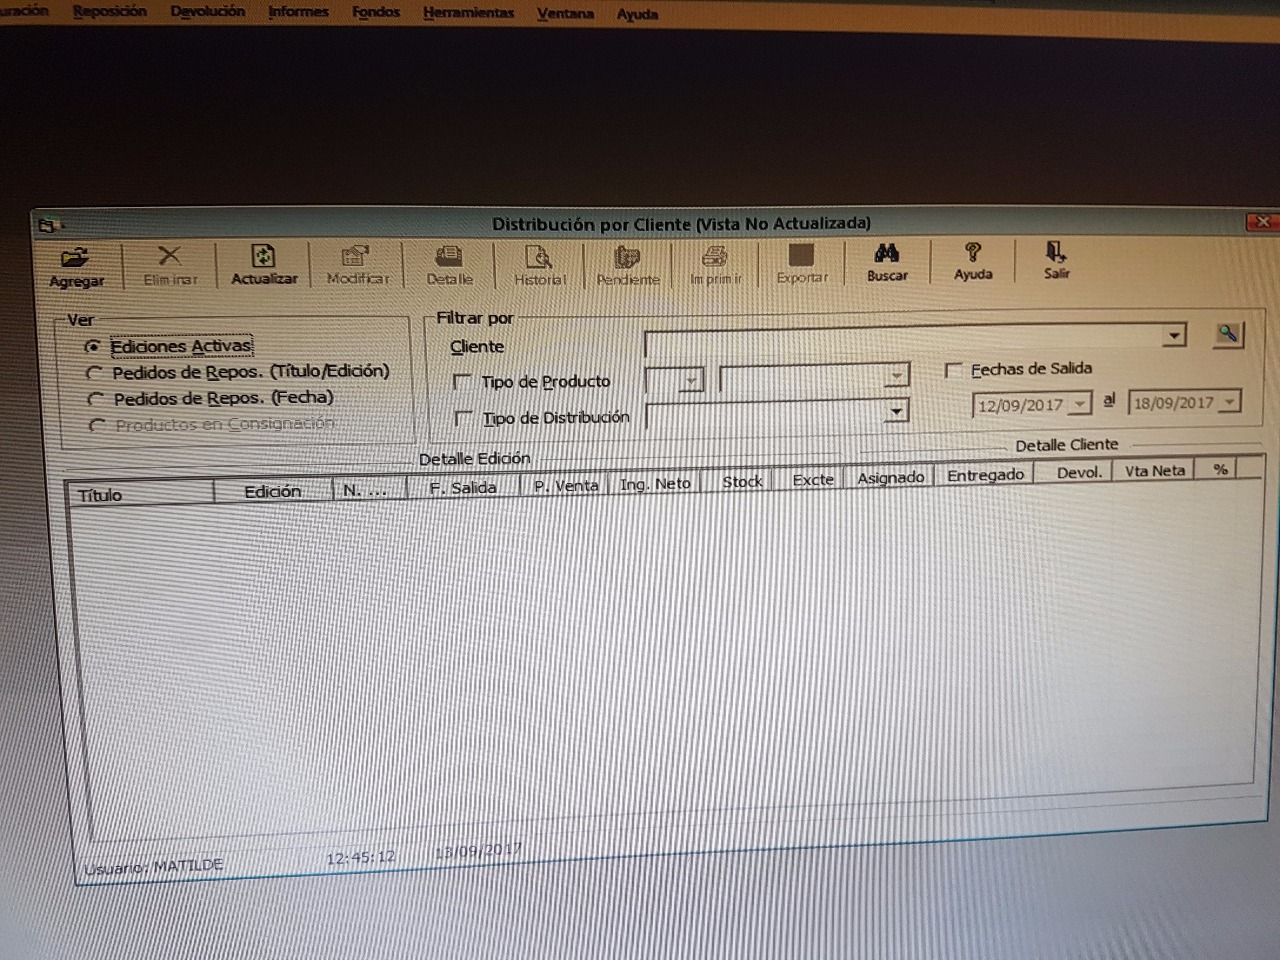 Reposición Devolución Informes Fondos Herramientas Ventana Ayuda
Distribución por Cliente (Vista No Actualizada)
Agregar Eliminar Actualizar Modificar Detalle Historial Pendiente Imprimir Exportar Buscar Ayuda Salir
Ver
Ediciones Activas
Pedidos de Repos. (Título/Edición)
Pedidos de Repos. (Fecha)
Productos en Consignación
Filtrar por
Cliente
Tipo de Producto
Tipo de Distribución
Fechas de Salida
12/09/2017 al 18/09/2017
Detalle Edición Detalle Cliente
Título Edición N. ... F. Salida P. Venta Ing. Neto Stock Excte Asignado Entregado Devol. Vta Neta %
Usuario: MATILDE 12:45:12 13/09/2017